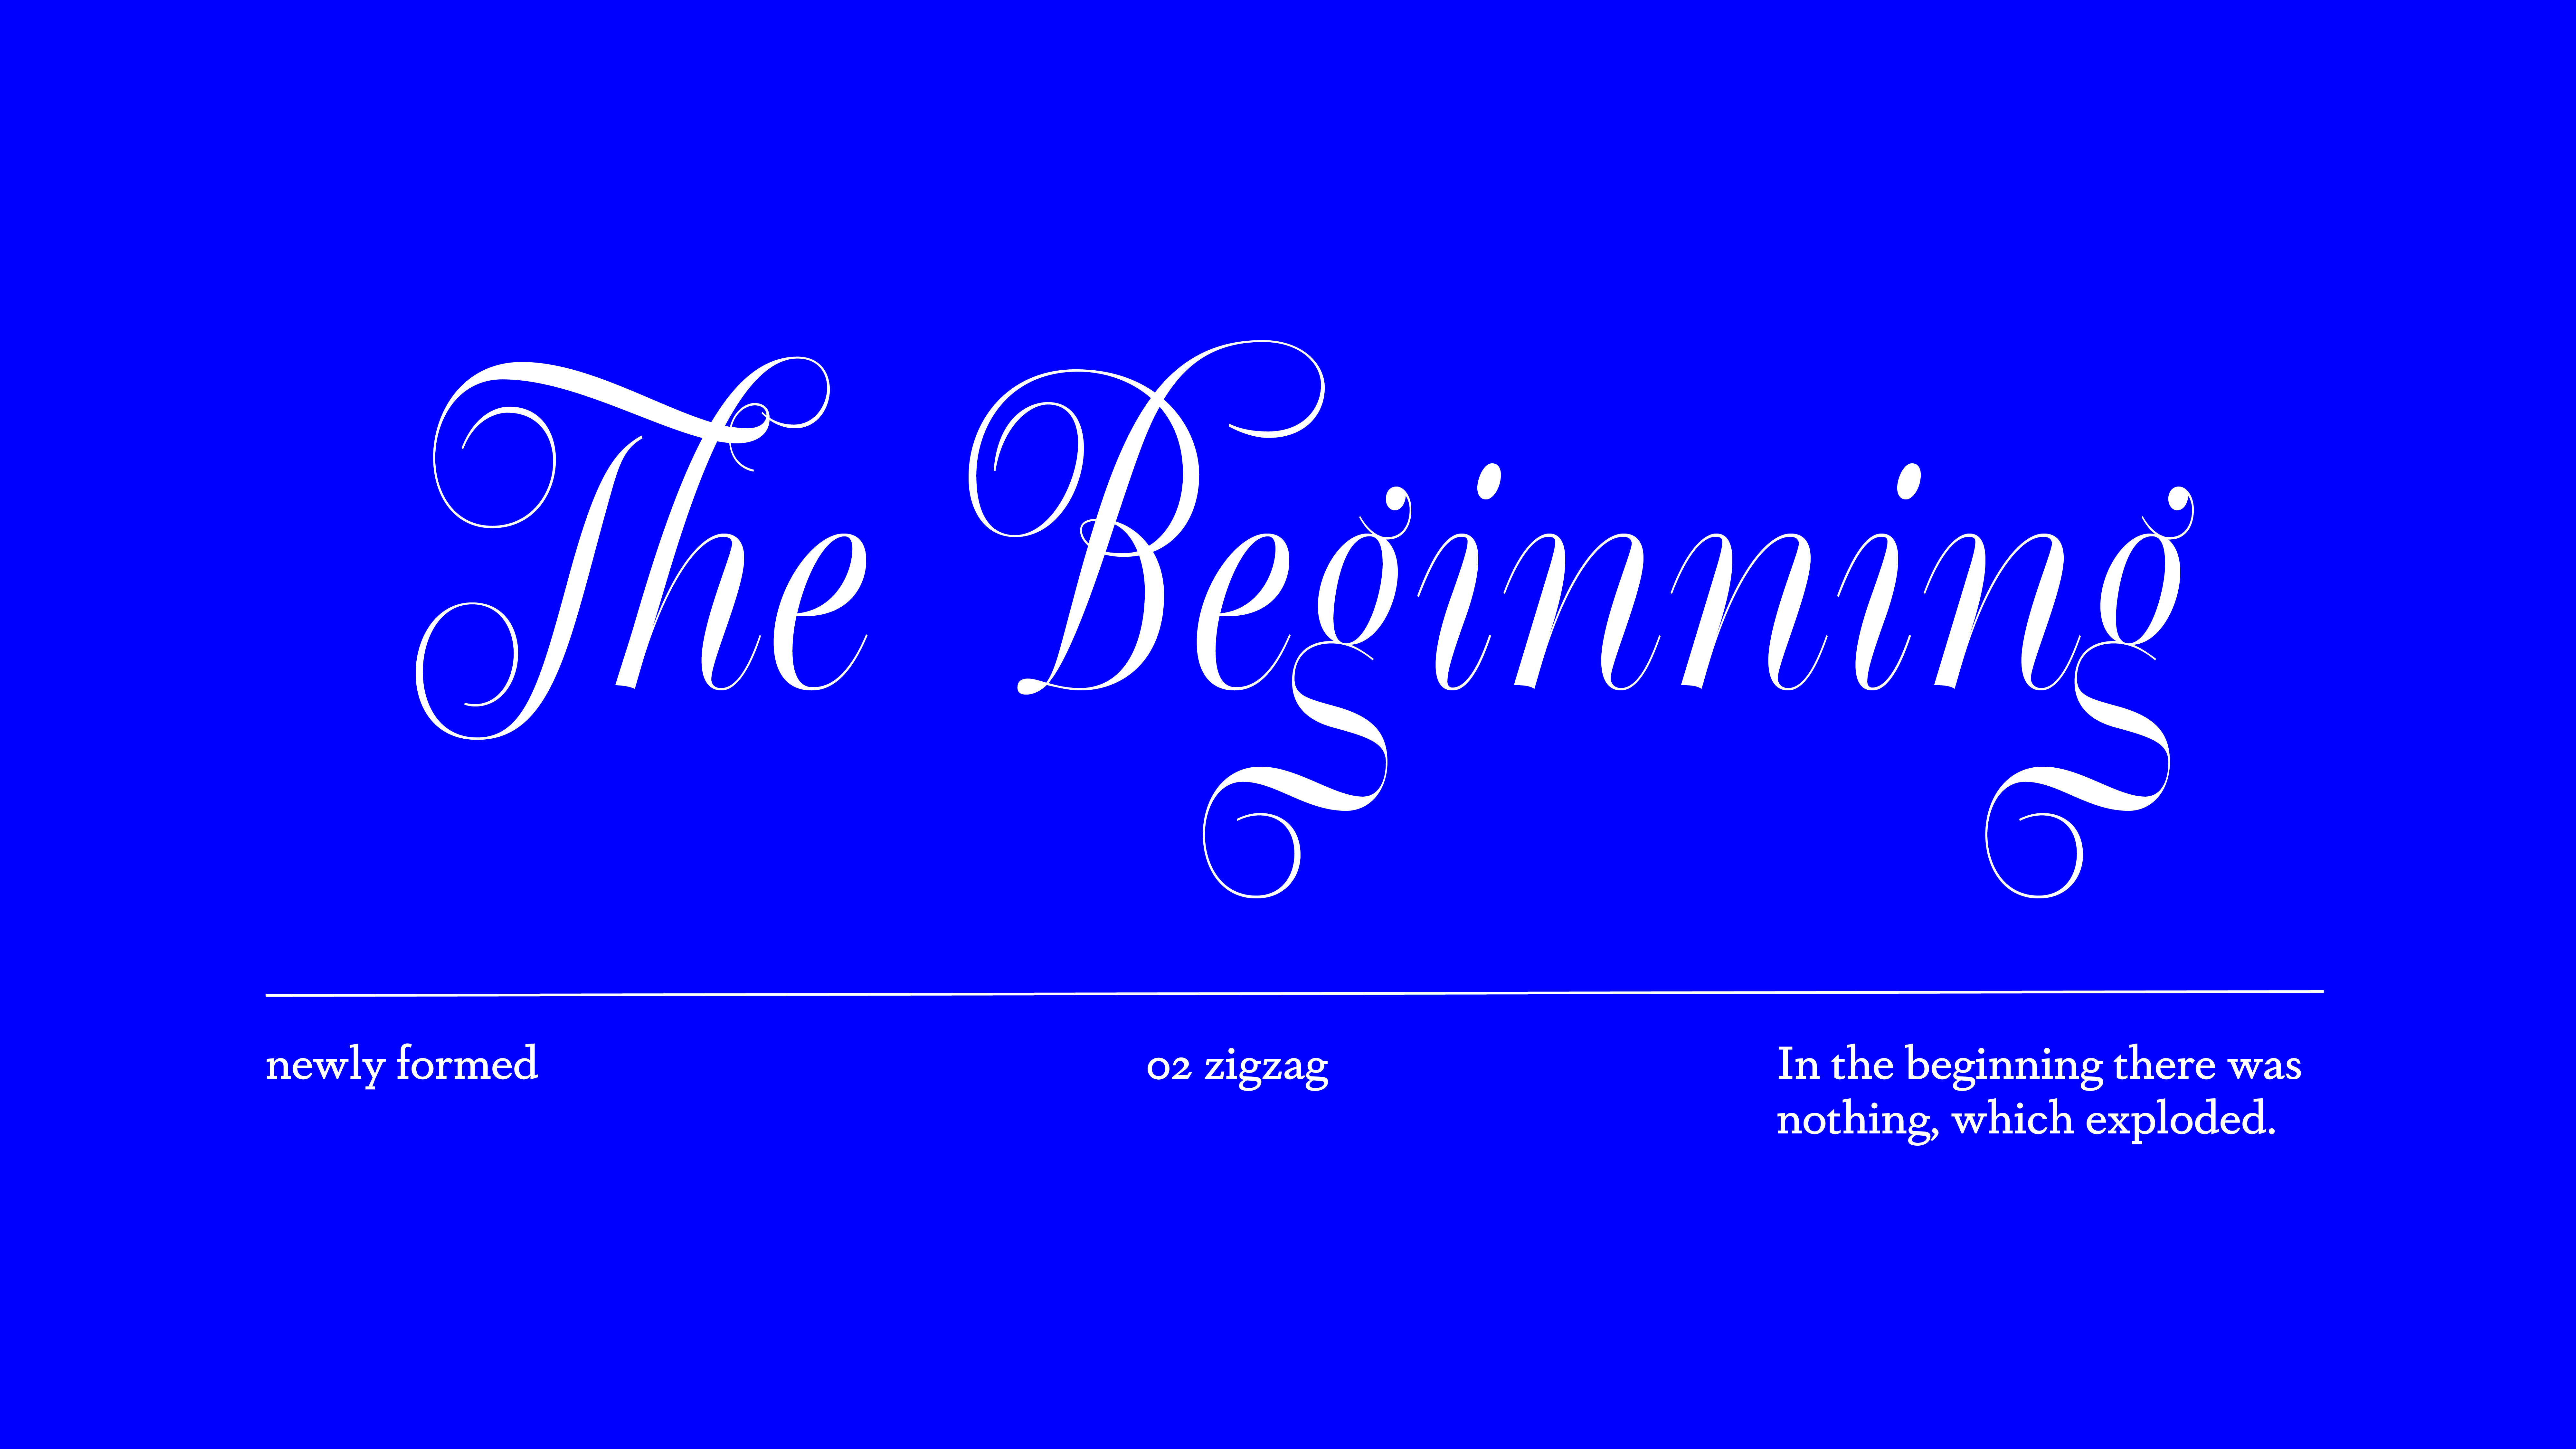 The Beginning
newly formed
02 zigzag
In the beginning there was
nothing, which exploded.